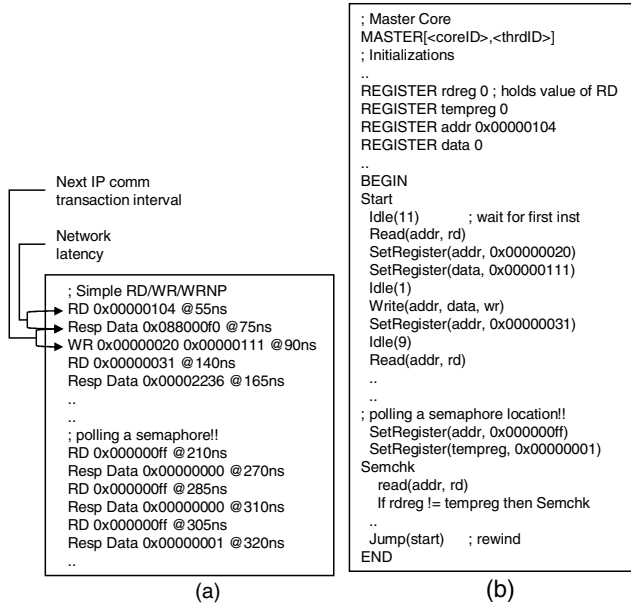 Next IP comm
transaction interval
Network
latency
; Simple RD/WR/WRNP
RD 0x00000104 @55ns
Resp Data 0x088000f0 @75ns
WR 0x00000020 0x00000111 @90ns
RD 0x00000031 @140ns
Resp Data 0x00002236 @165ns
..
..
; polling a semaphore!!
RD 0x000000ff @210ns
Resp Data 0x00000000 @270ns
RD 0x000000ff @285ns
Resp Data 0x00000000 @310ns
RD 0x000000ff @305ns
Resp Data 0x00000001 @320ns
..
(a)
; Master Core
MASTER[<coreID>,<thrdID>]
; Initializations
..
REGISTER rdreg 0 ; holds value of RD
REGISTER tempreg 0
REGISTER addr 0x00000104
REGISTER data 0
..
BEGIN
Start
Idle(11) ; wait for first inst
Read(addr, rd)
SetRegister(addr, 0x00000020)
SetRegister(data, 0x00000111)
Idle(1)
Write(addr, data, wr)
SetRegister(addr, 0x00000031)
Idle(9)
Read(addr, rd)
..
..
; polling a semaphore location!!
SetRegister(addr, 0x000000ff)
SetRegister(tempreg, 0x00000001)
Semchk
read(addr, rd)
If rdreg != tempreg then Semchk
..
Jump(start) ; rewind
END
(b)